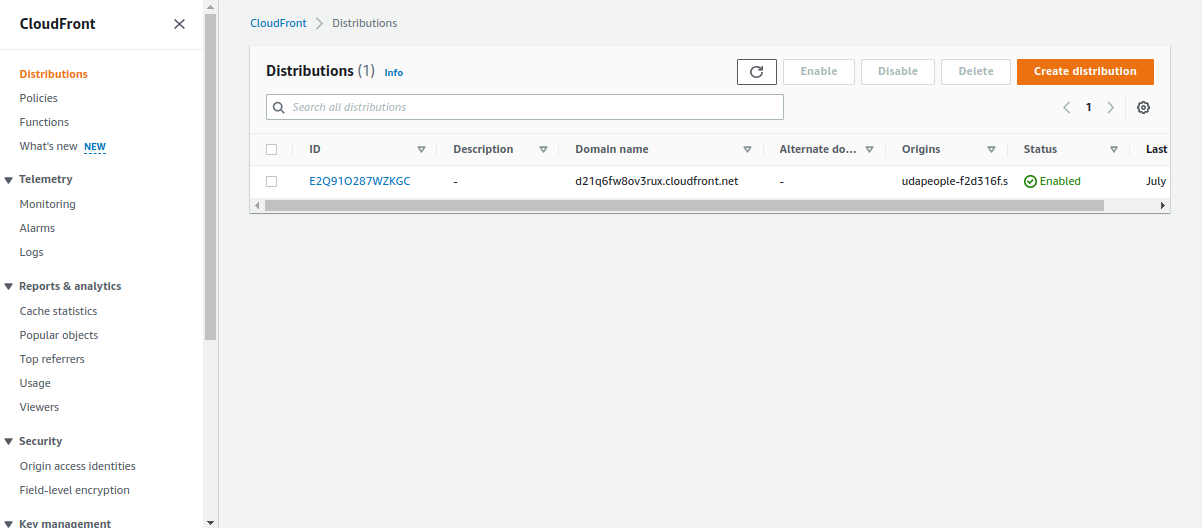 CloudFront
Distributions
Policies
Functions
What's new NEW
Telemetry
Monitoring
Alarms
Logs
Reports & analytics
Cache statistics
Popular objects
Top referrers
Usage
Viewers
Security
Origin access identities
Field-level encryption
Key management
CloudFront > Distributions
Distributions (1) Info
Enable Disable Delete Create distribution
Search all distributions
1
ID Description Domain name Alternate do... Origins Status Last
E2Q91O287WZKGC - d21q6fw8ov3rux.cloudfront.net - udapeople-f2d316f.s Enabled July